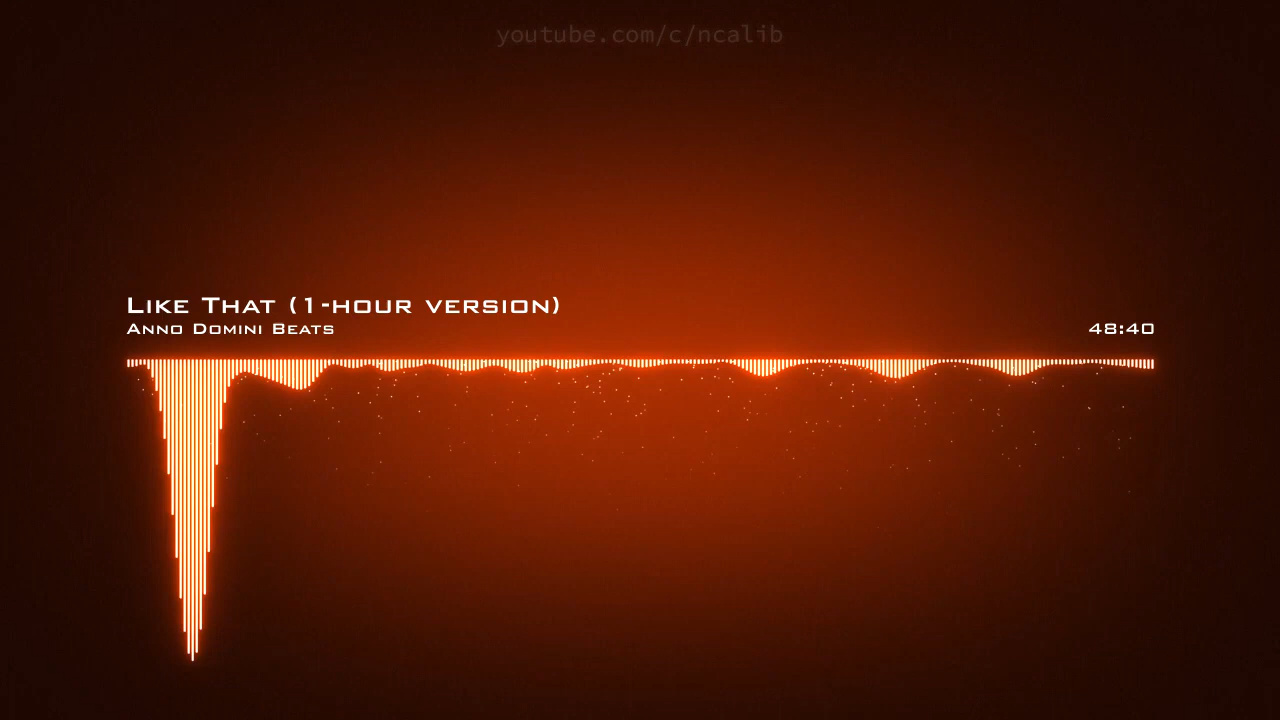 youtube.com/c/ncalib
Like That (1-hour version)
Anno Domini Beats
48:40